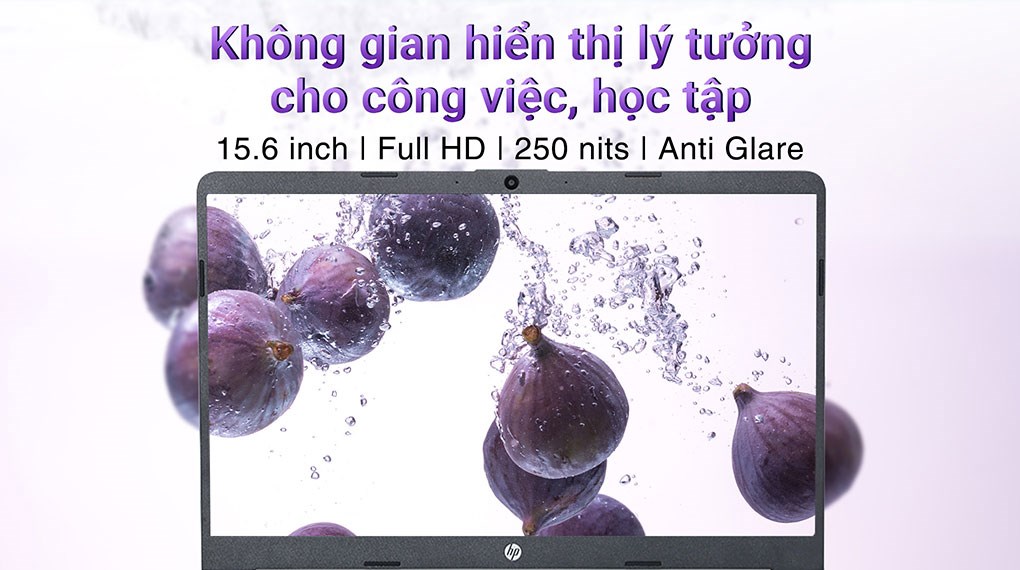 Không gian hiển thị lý tưởng
cho công việc, học tập
15.6 inch | Full HD | 250 nits | Anti Glare
hp